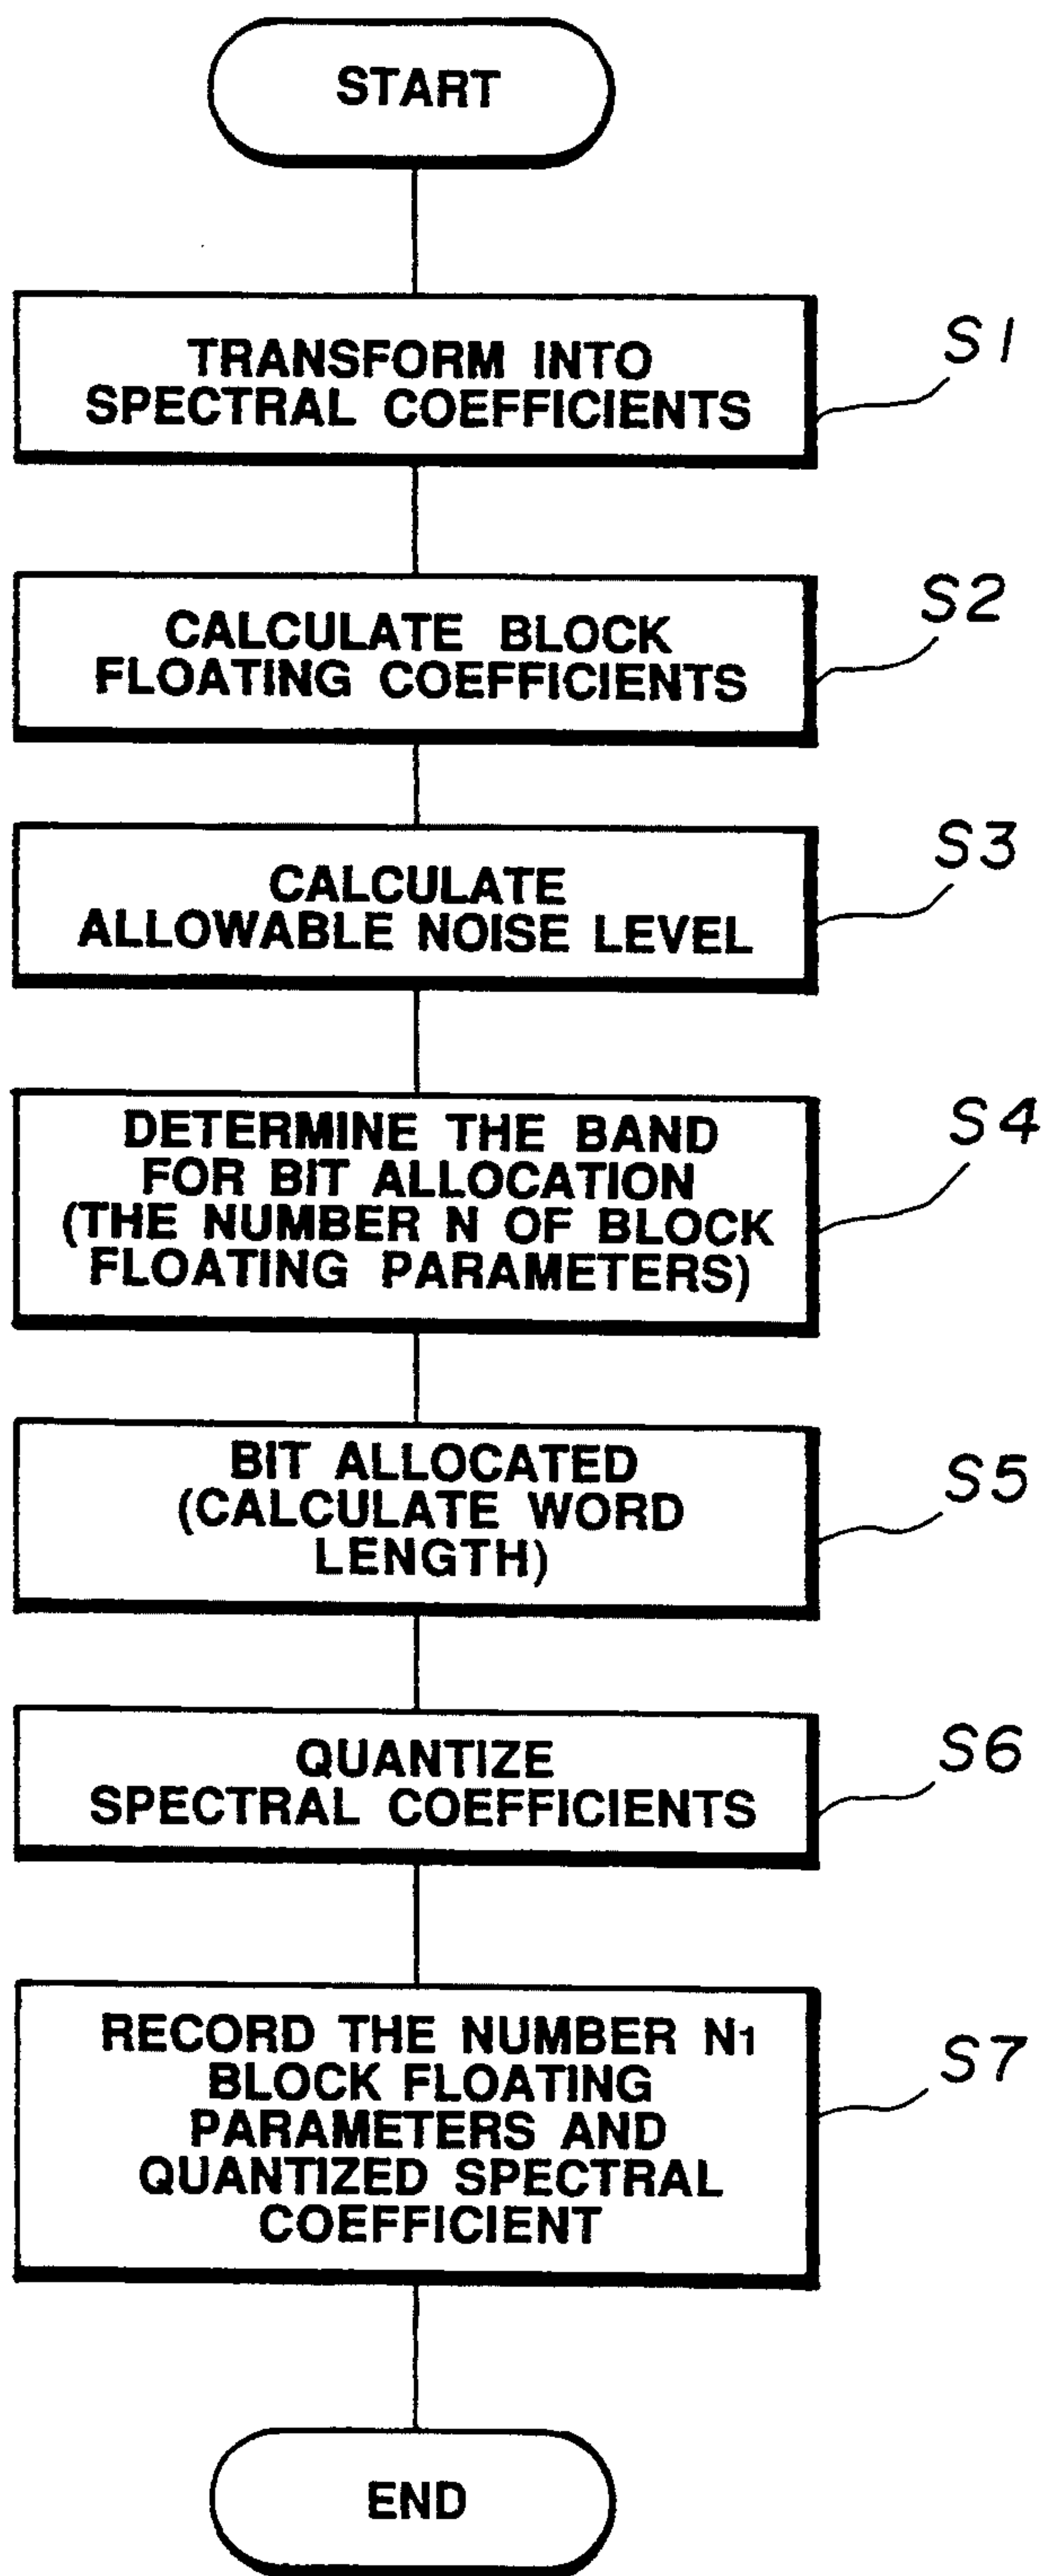 START
TRANSFORM INTO
SPECTRAL COEFFICIENTS
S1
CALCULATE BLOCK
FLOATING COEFFICIENTS
S2
CALCULATE
ALLOWABLE NOISE LEVEL
S3
DETERMINE THE BAND
FOR BIT ALLOCATION
(THE NUMBER N OF BLOCK
FLOATING PARAMETERS)
S4
BIT ALLOCATED
(CALCULATE WORD
LENGTH)
S5
QUANTIZE
SPECTRAL COEFFICIENTS
S6
RECORD THE NUMBER N1
BLOCK FLOATING
PARAMETERS AND
QUANTIZED SPECTRAL
COEFFICIENT
S7
END